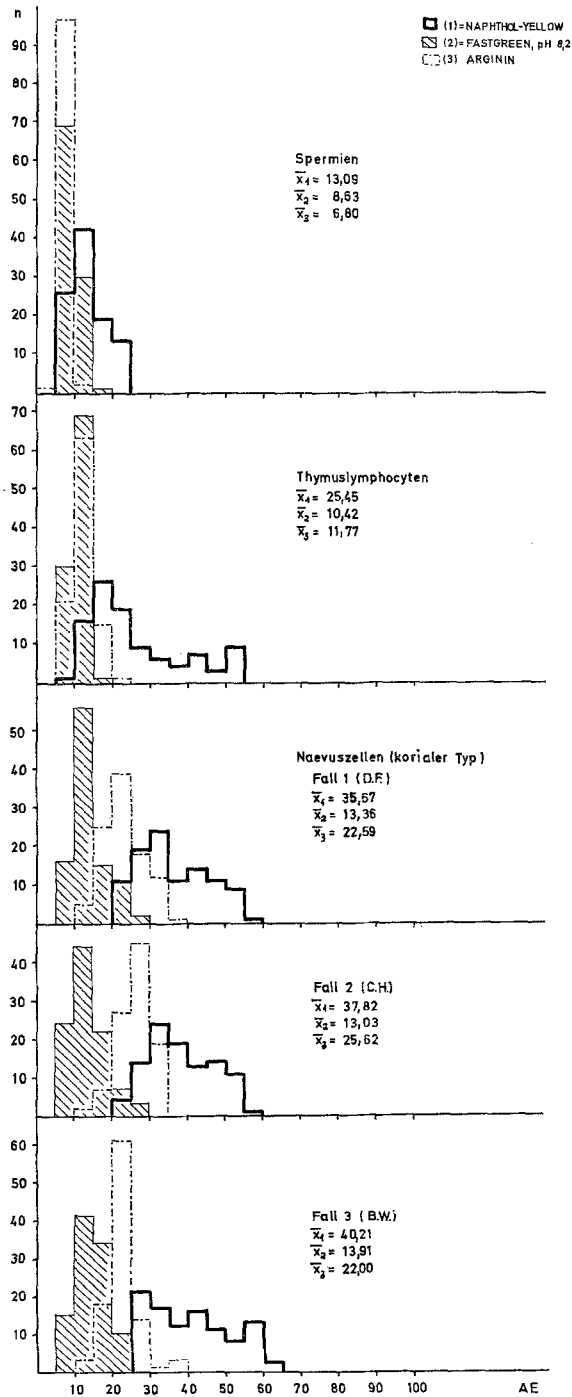 n
(1)=NAPHTHOL-YELLOW
(2)=FASTGREEN, pH 8,2
(3) ARGININ
90
80
70
60
50
40
30
20
10
Spermien
x̄1= 13,09
x̄2= 8,63
x̄3= 6,80
70
60
50
40
30
20
10
Thymuslymphocyten
x̄1= 25,45
x̄2= 10,42
x̄3= 11,77
50
40
30
20
10
Naevuszellen (korialer Typ)
Fall 1 (D.F.)
x̄1= 35,67
x̄2= 13,36
x̄3= 22,59
40
30
20
10
Fall 2 (C.H.)
x̄1= 37,82
x̄2= 13,03
x̄3= 25,62
60
50
40
30
20
10
Fall 3 (B.W.)
x̄1= 40,21
x̄2= 13,91
x̄3= 22,00
10 20 30 40 50 60 70 80 90 100 AE